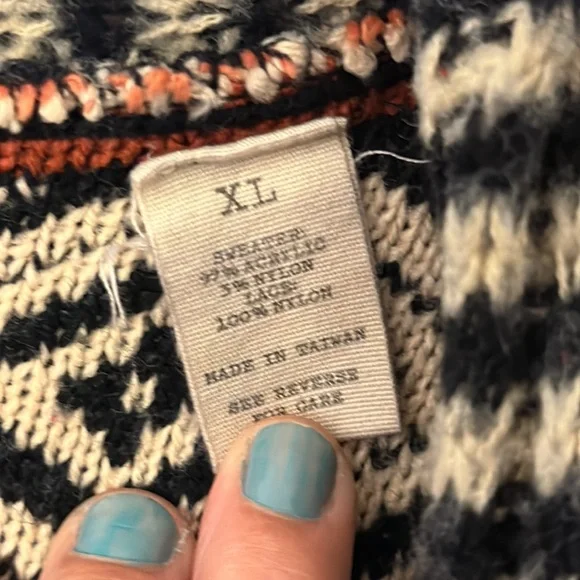 XL
SWEATER:
97% ACRYLIC
3% NYLON
LACE:
100% NYLON
MADE IN TAIWAN
SEE REVERSE
FOR CARE